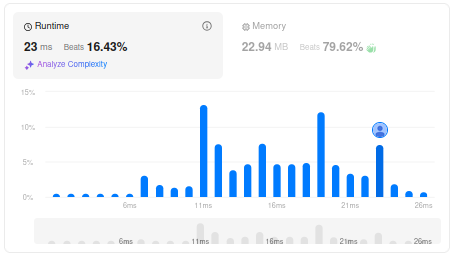 Runtime
23 ms Beats 16.43%
Analyze Complexity
Memory
22.94 MB Beats 79.62%
15%
10%
5%
0%
6ms 11ms 16ms 21ms 26ms
6ms 11ms 16ms 21ms 26ms